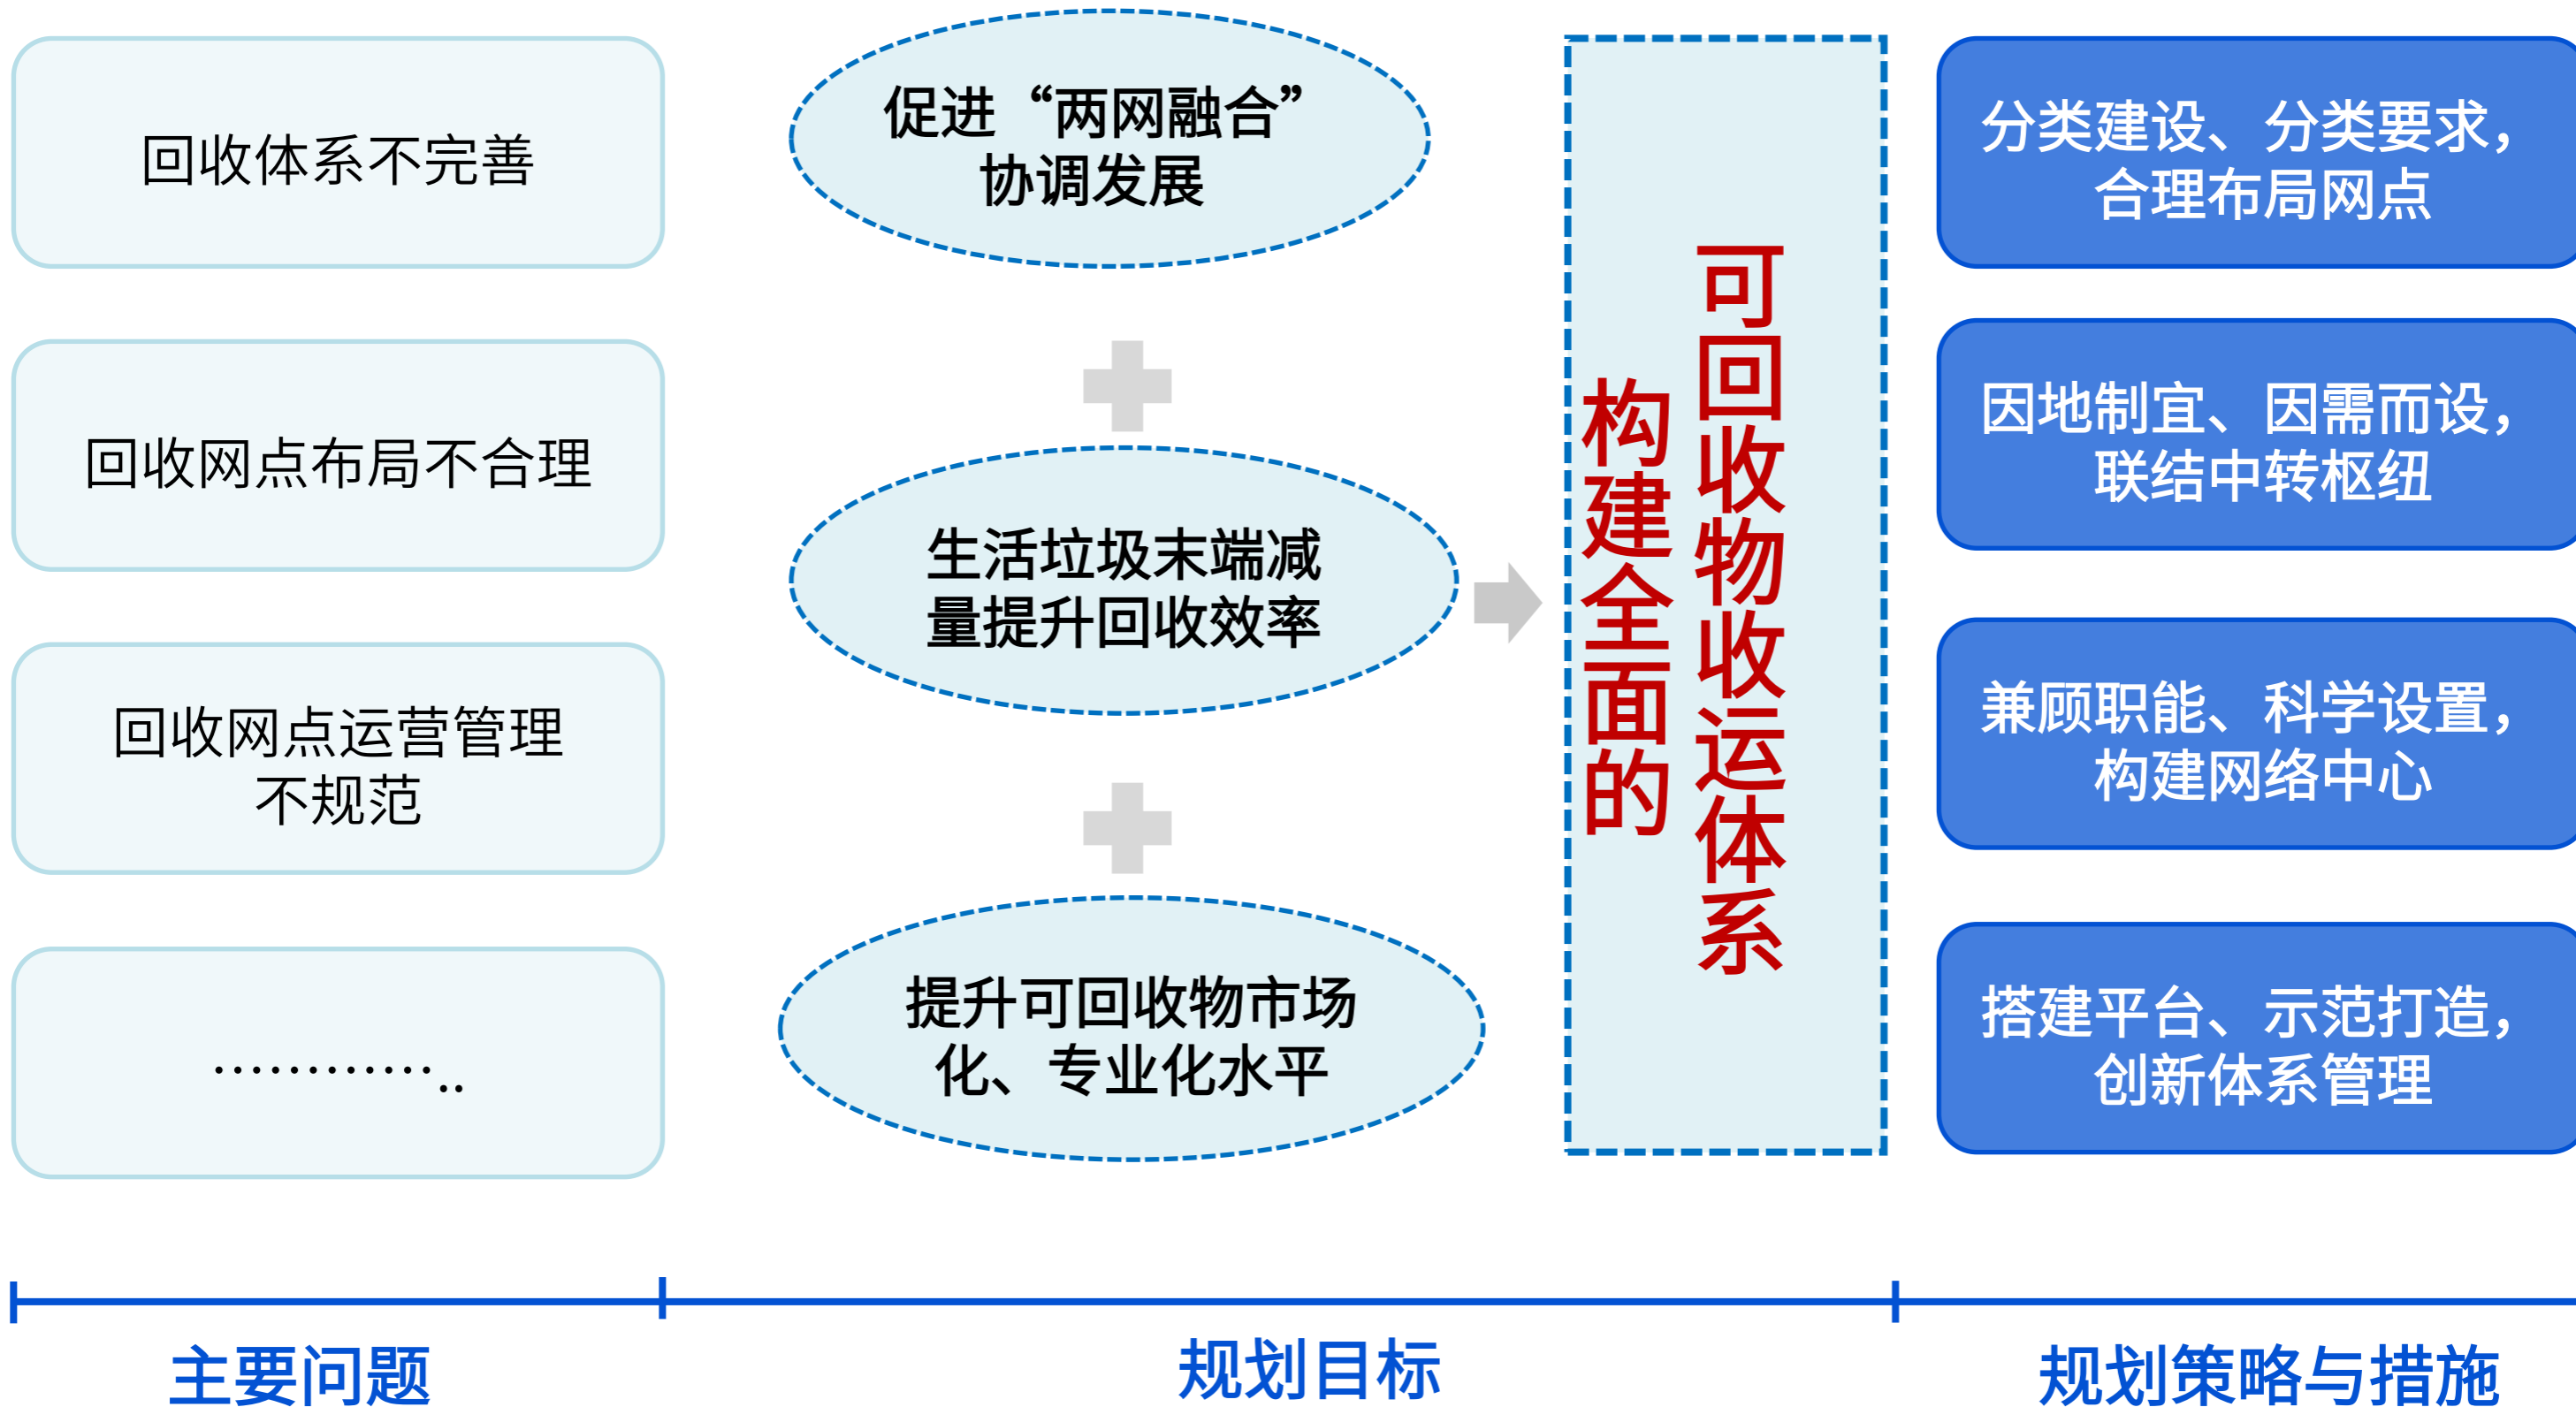 回收体系不完善
回收网点布局不合理
回收网点运营管理
不规范
…………..
促进“两网融合”
协调发展
生活垃圾末端减
量提升回收效率
提升可回收物市场
化、专业化水平
构建全面的
可回收物收运体系
分类建设、分类要求，
合理布局网点
因地制宜、因需而设，
联结中转枢纽
兼顾职能、科学设置，
构建网络中心
搭建平台、示范打造，
创新体系管理
主要问题
规划目标
规划策略与措施